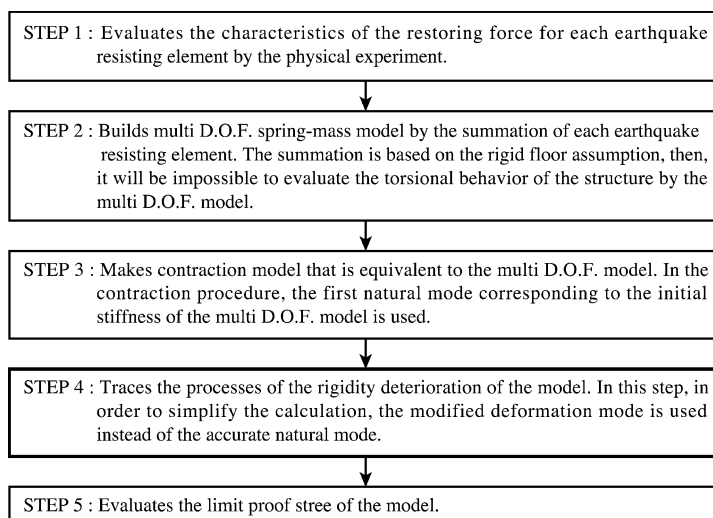 STEP 1 : Evaluates the characteristics of the restoring force for each earthquake
resisting element by the physical experiment.
STEP 2 : Builds multi D.O.F. spring-mass model by the summation of each earthquake
resisting element. The summation is based on the rigid floor assumption, then,
it will be impossible to evaluate the torsional behavior of the structure by the
multi D.O.F. model.
STEP 3 : Makes contraction model that is equivalent to the multi D.O.F. model. In the
contraction procedure, the first natural mode corresponding to the initial
stiffness of the multi D.O.F. model is used.
STEP 4 : Traces the processes of the rigidity deterioration of the model. In this step, in
order to simplify the calculation, the modified deformation mode is used
instead of the accurate natural mode.
STEP 5 : Evaluates the limit proof stree of the model.